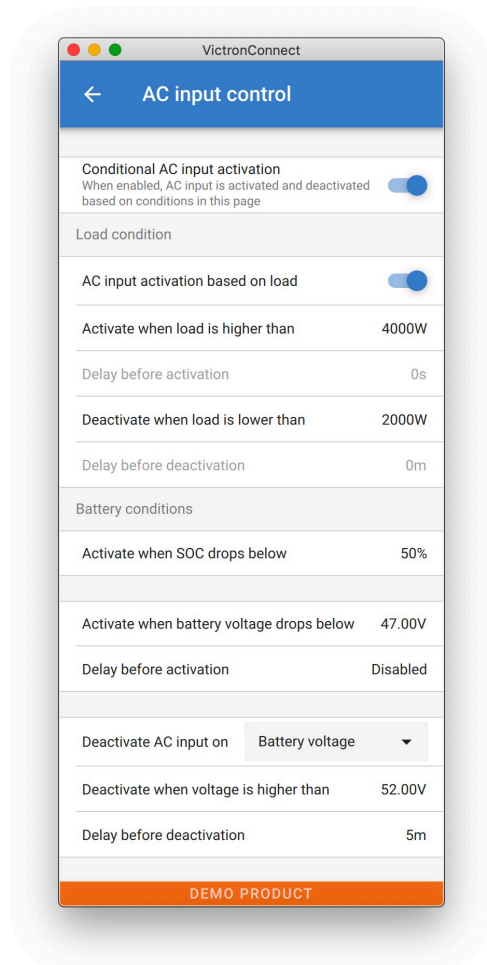 VictronConnect
AC input control
Conditional AC input activation
When enabled, AC input is activated and deactivated
based on conditions in this page
Load condition
AC input activation based on load
Activate when load is higher than 4000W
Delay before activation 0s
Deactivate when load is lower than 2000W
Delay before deactivation 0m
Battery conditions
Activate when SOC drops below 50%
Activate when battery voltage drops below 47.00V
Delay before activation Disabled
Deactivate AC input on Battery voltage
Deactivate when voltage is higher than 52.00V
Delay before deactivation 5m
DEMO PRODUCT